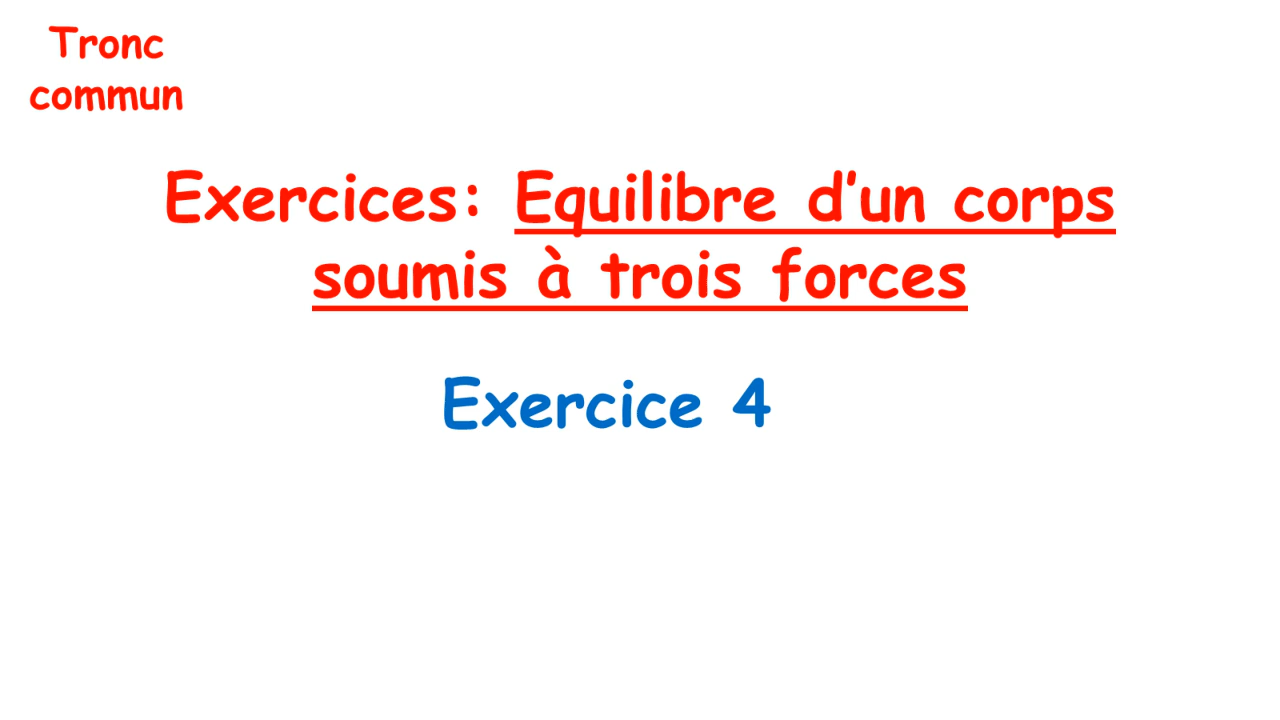 Tronc
commun
Exercices: Equilibre d’un corps
soumis à trois forces
Exercice 4